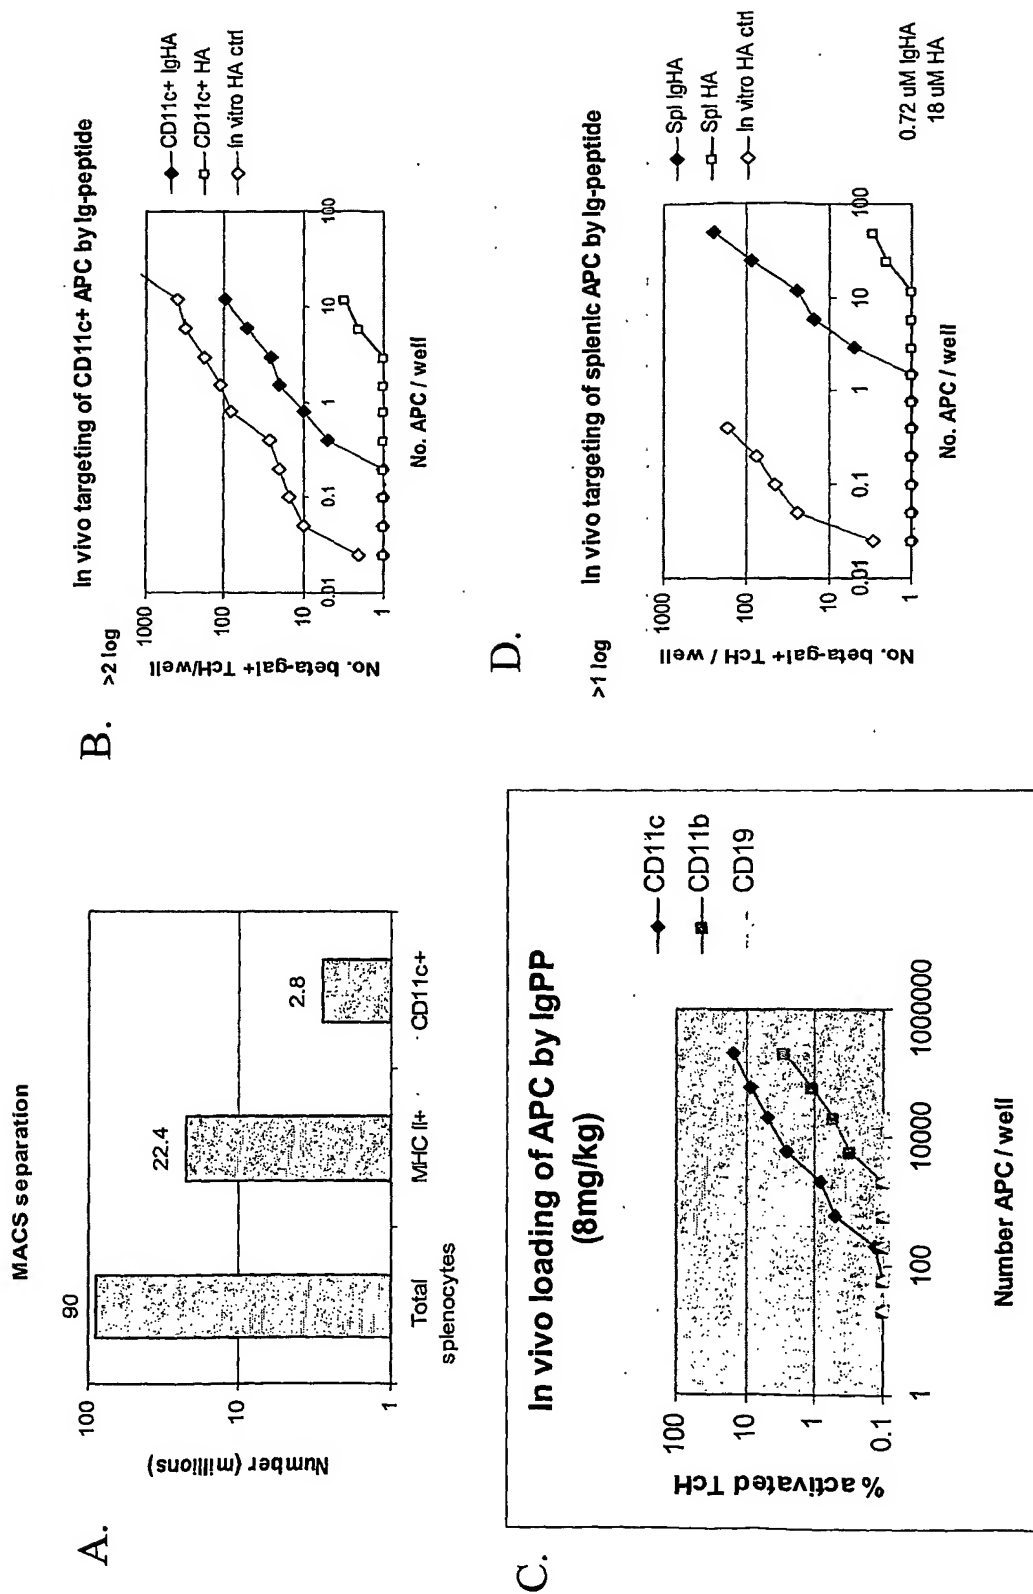 A.
MACS separation
Number (millions)
100
10
1
90
22.4
2.8
Total
splenocytes
MHC II+
CD11c+
B.
>2 log
In vivo targeting of CD11c+ APC by Ig-peptide
No. beta-gal+ TcH/well
1000
100
10
1
0.01
0.1
1
10
100
No. APC / well
CD11c+ IgHA
CD11c+ HA
In vitro HA ctrl
C.
In vivo loading of APC by IgPP
(8mg/kg)
% activated TcH
100
10
1
0.1
1
100
10000
1000000
Number APC / well
CD11c
CD11b
CD19
D.
>1 log
In vivo targeting of splenic APC by Ig-peptide
No. beta-gal+ TcH / well
1000
100
10
1
0.01
0.1
1
10
100
No. APC / well
Spl IgHA
Spl HA
In vitro HA ctrl
0.72 uM IgHA
18 uM HA